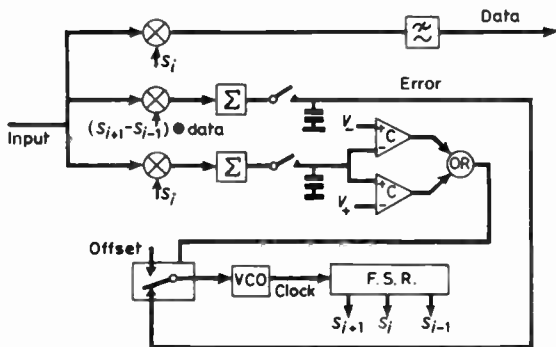 Data
S_i
Error
Σ
Input
(S_{i+1} – S_{i-1}) ● data
V_-
+
-
C
OR
Σ
S_i
+
-
C
V_+
Offset
VCO
Clock
F.S.R.
S_{i+1}
S_i
S_{i-1}